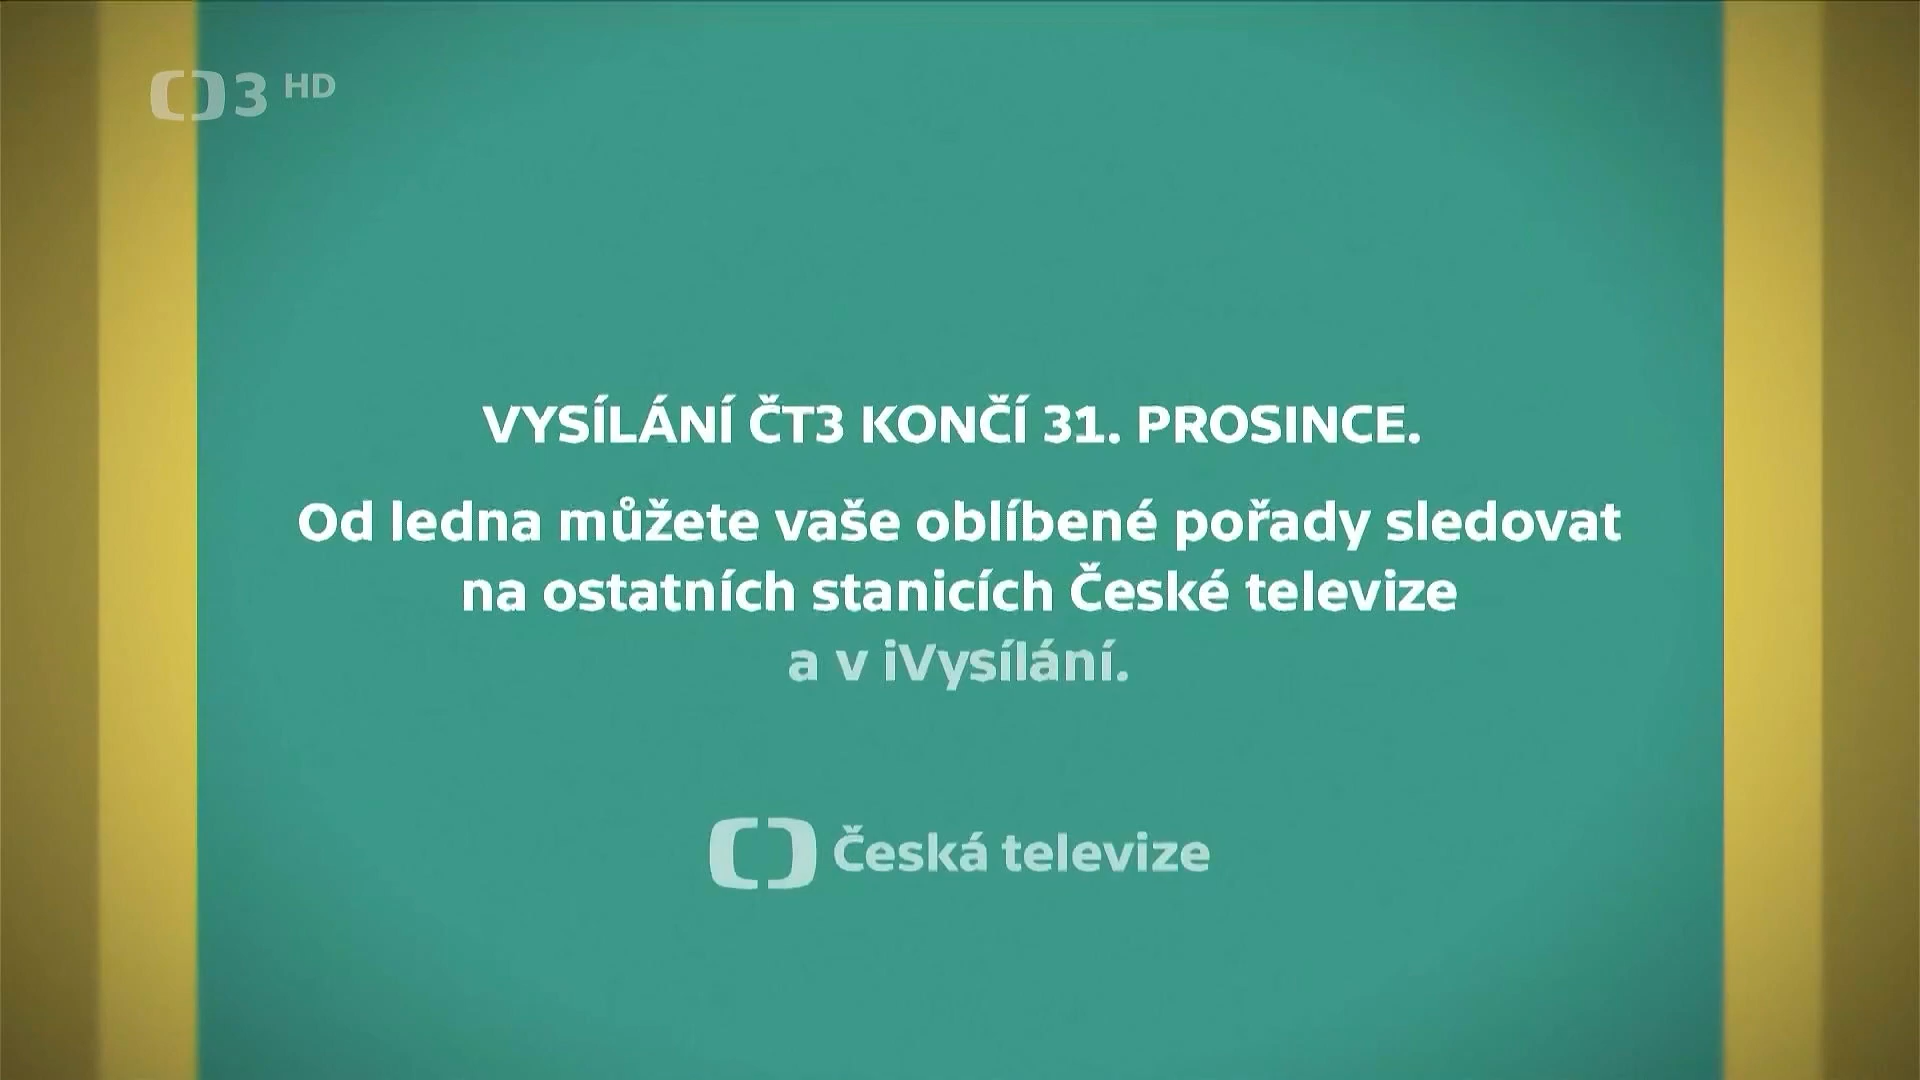 3 HD
VYSÍLÁNÍ ČT3 KONČÍ 31. PROSINCE.
Od ledna můžete vaše oblíbené pořady sledovat
na ostatních stanicích České televize
a v iVysílání.
Česká televize